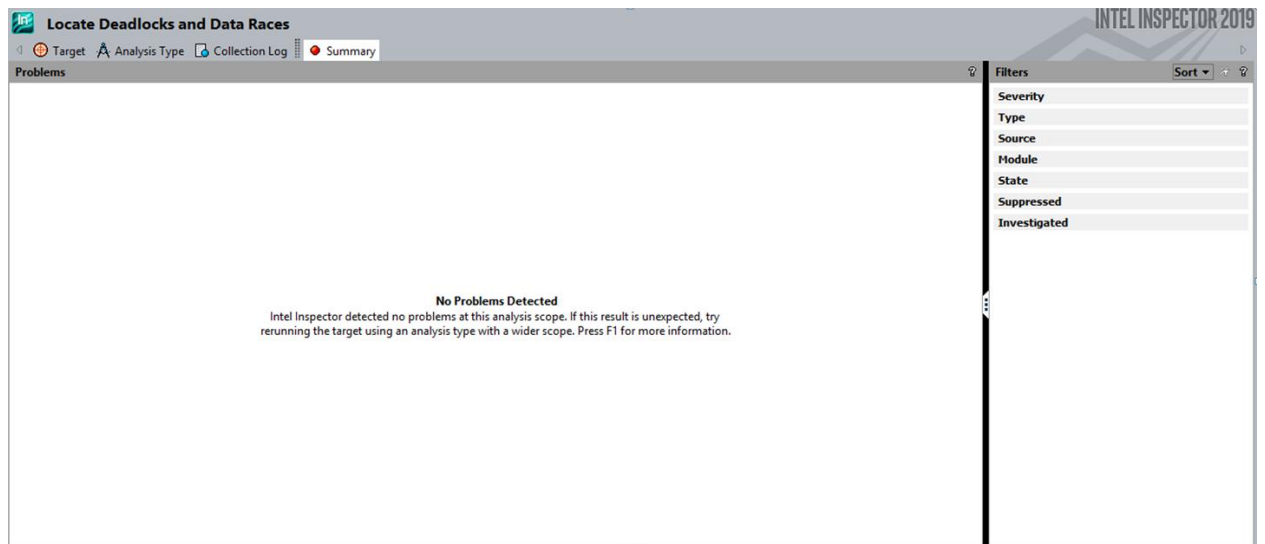 Locate Deadlocks and Data Races
INTEL INSPECTOR 2019
Target Analysis Type Collection Log Summary
Problems ?
Filters Sort ?
Severity
Type
Source
Module
State
Suppressed
Investigated
No Problems Detected
Intel Inspector detected no problems at this analysis scope. If this result is unexpected, try
rerunning the target using an analysis type with a wider scope. Press F1 for more information.